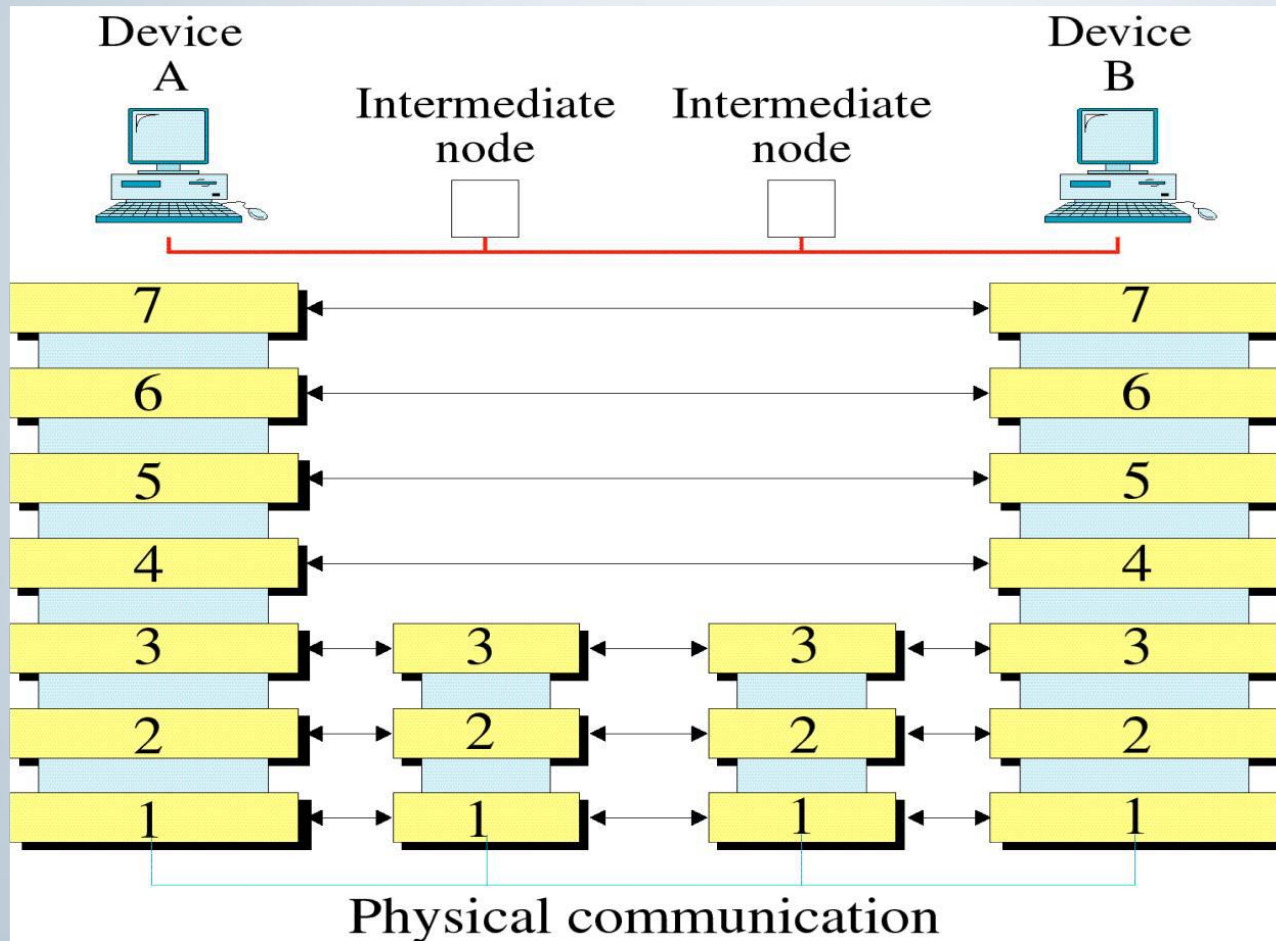 Device
A
Device
B
Intermediate
node
Intermediate
node
7
7
6
6
5
5
4
4
3
3
3
3
2
2
2
2
1
1
1
1
Physical communication